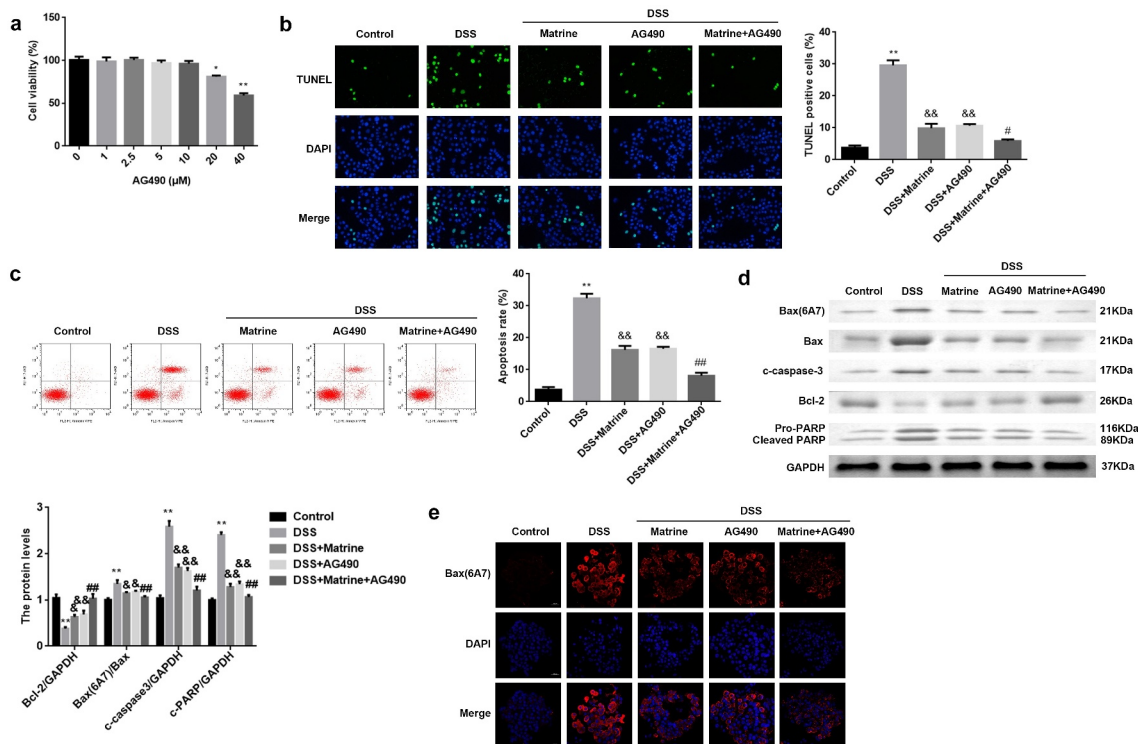 a
Cell viability (%)
150
100
50
0
*
**
0 1 2.5 5 10 20 40
AG490 (μM)
b
DSS
Control DSS Matrine AG490 Matrine+AG490
TUNEL
DAPI
Merge
TUNEL positive cells (%)
40
30
20
10
0
**
&& && #
Control DSS DSS+Matrine DSS+AG490 DSS+Matrine+AG490
c
DSS
Control DSS Matrine AG490 Matrine+AG490
Apoptosis rate (%)
40
30
20
10
0
**
&& && ##
Control DSS DSS+Matrine DSS+AG490 DSS+Matrine+AG490
d
DSS
Control DSS Matrine AG490 Matrine+AG490
Bax(6A7) 21KDa
Bax 21KDa
c-caspase-3 17KDa
Bcl-2 26KDa
Pro-PARP 116KDa
Cleaved PARP 89KDa
GAPDH 37KDa
The protein levels
3
2
1
0
** & && ##
** && && ##
** && && ##
** && && ##
Bcl-2/GAPDH Bax(6A7)/Bax c-caspase3/GAPDH c-PARP/GAPDH
Control
DSS
DSS+Matrine
DSS+AG490
DSS+Matrine+AG490
e
DSS
Control DSS Matrine AG490 Matrine+AG490
Bax(6A7)
DAPI
Merge